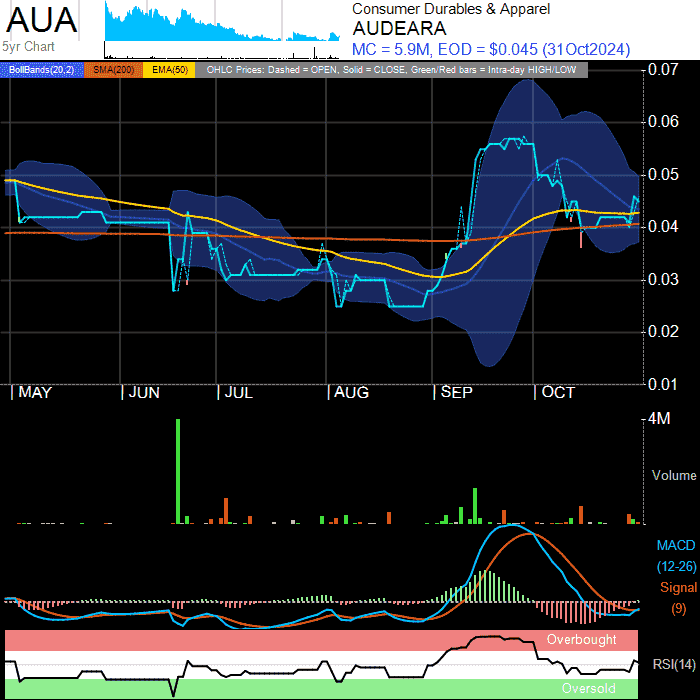 AUA
5yr Chart
Consumer Durables & Apparel
AUDEARA
MC = 5.9M, EOD = $0.045 (31Oct2024)
BollBands(20,2) SMA(200) EMA(50) OHLC Prices: Dashed = OPEN, Solid = CLOSE, Green/Red bars = Intra-day HIGH/LOW
0.07
0.06
0.05
0.04
0.03
0.02
0.01
MAY JUN JUL AUG SEP OCT
4M
Volume
MACD
(12-26)
Signal
(9)
Overbought
RSI(14)
Oversold